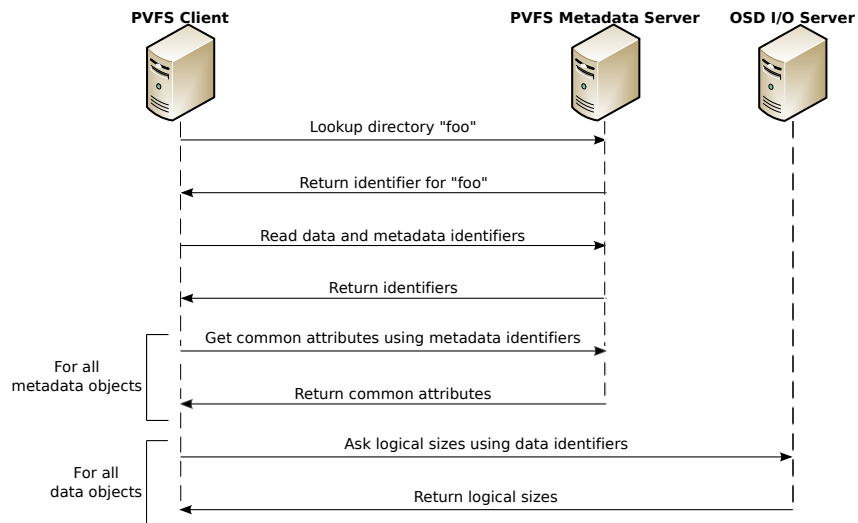 PVFS Client
PVFS Metadata Server
OSD I/O Server
Lookup directory "foo"
Return identifier for "foo"
Read data and metadata identifiers
Return identifiers
For all
metadata objects
Get common attributes using metadata identifiers
Return common attributes
For all
data objects
Ask logical sizes using data identifiers
Return logical sizes